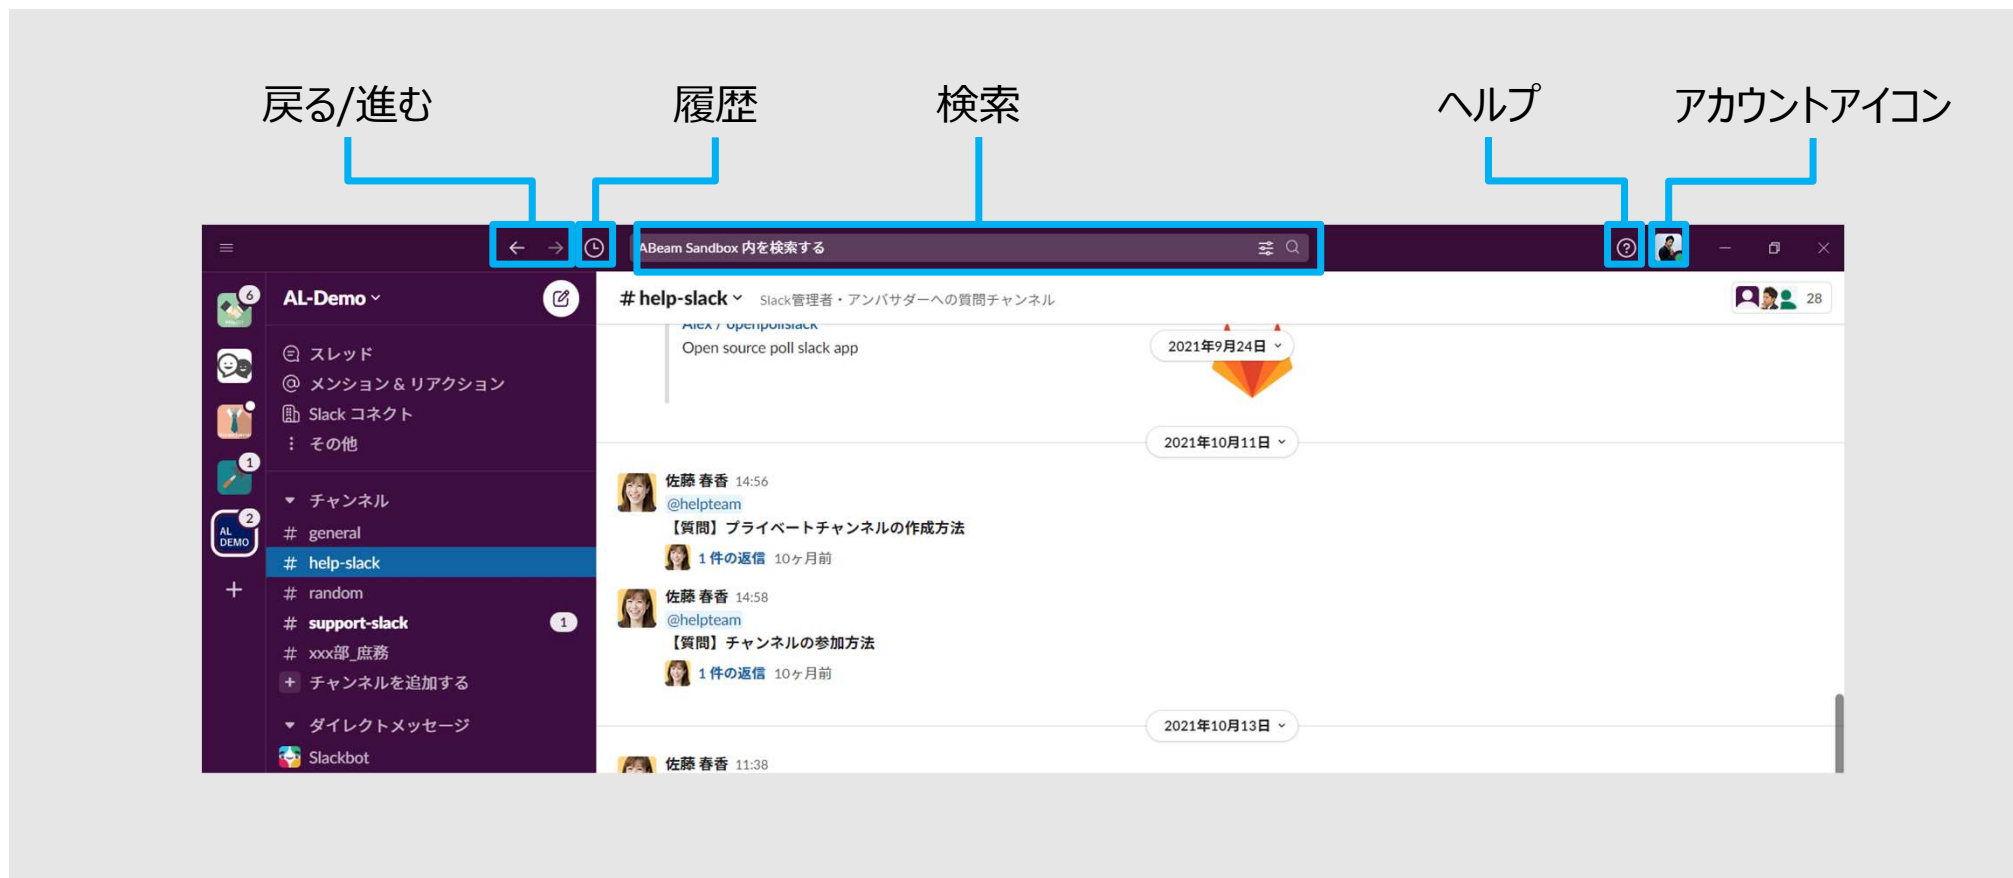 戻る/進む
履歴
検索
ヘルプ
アカウントアイコン
ABeam Sandbox 内を検索する
6
1
AL
DEMO
2
AL-Demo
スレッド
メンション & リアクション
Slack コネクト
その他
チャンネル
# general
# help-slack
# random
# support-slack
1
# xxx部_庶務
+ チャンネルを追加する
ダイレクトメッセージ
Slackbot
# help-slack
Slack管理者・アンバサダーへの質問チャンネル
28
Alex / openpollslack
Open source poll slack app
2021年9月24日
2021年10月11日
佐藤 春香 14:56
@helpteam
【質問】プライベートチャンネルの作成方法
1 件の返信 10ヶ月前
佐藤 春香 14:58
@helpteam
【質問】チャンネルの参加方法
1 件の返信 10ヶ月前
2021年10月13日
佐藤 春香 11:38